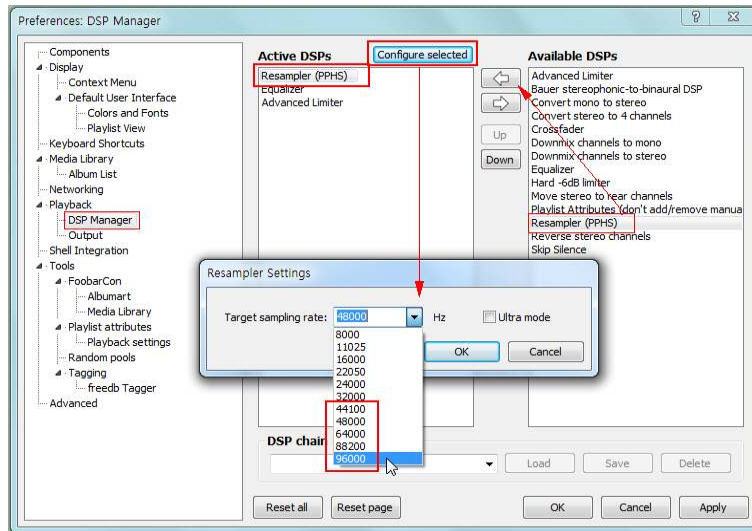 Preferences: DSP Manager
Components
Display
Context Menu
Default User Interface
Colors and Fonts
Playlist View
Keyboard Shortcuts
Media Library
Album List
Networking
Playback
DSP Manager
Output
Shell Integration
Tools
FoobarCon
Albumart
Media Library
Playlist attributes
Playback settings
Random pools
Tagging
freedb Tagger
Advanced
Active DSPs
Configure selected
Resampler (PPHS)
Equalizer
Advanced Limiter
Up
Down
Available DSPs
Advanced Limiter
Bauer stereophonic-to-binaural DSP
Convert mono to stereo
Convert stereo to 4 channels
Crossfader
Downmix channels to mono
Downmix channels to stereo
Equalizer
Hard -6dB limiter
Move stereo to rear channels
Playlist Attributes (don't add/remove manua
Resampler (PPHS)
Reverse stereo channels
Skip Silence
Resampler Settings
Target sampling rate: 48000 Hz Ultra mode
8000
11025
16000
22050
24000
32000
44100
48000
64000
88200
96000
OK Cancel
DSP chain
Load Save Delete
Reset all Reset page OK Cancel Apply